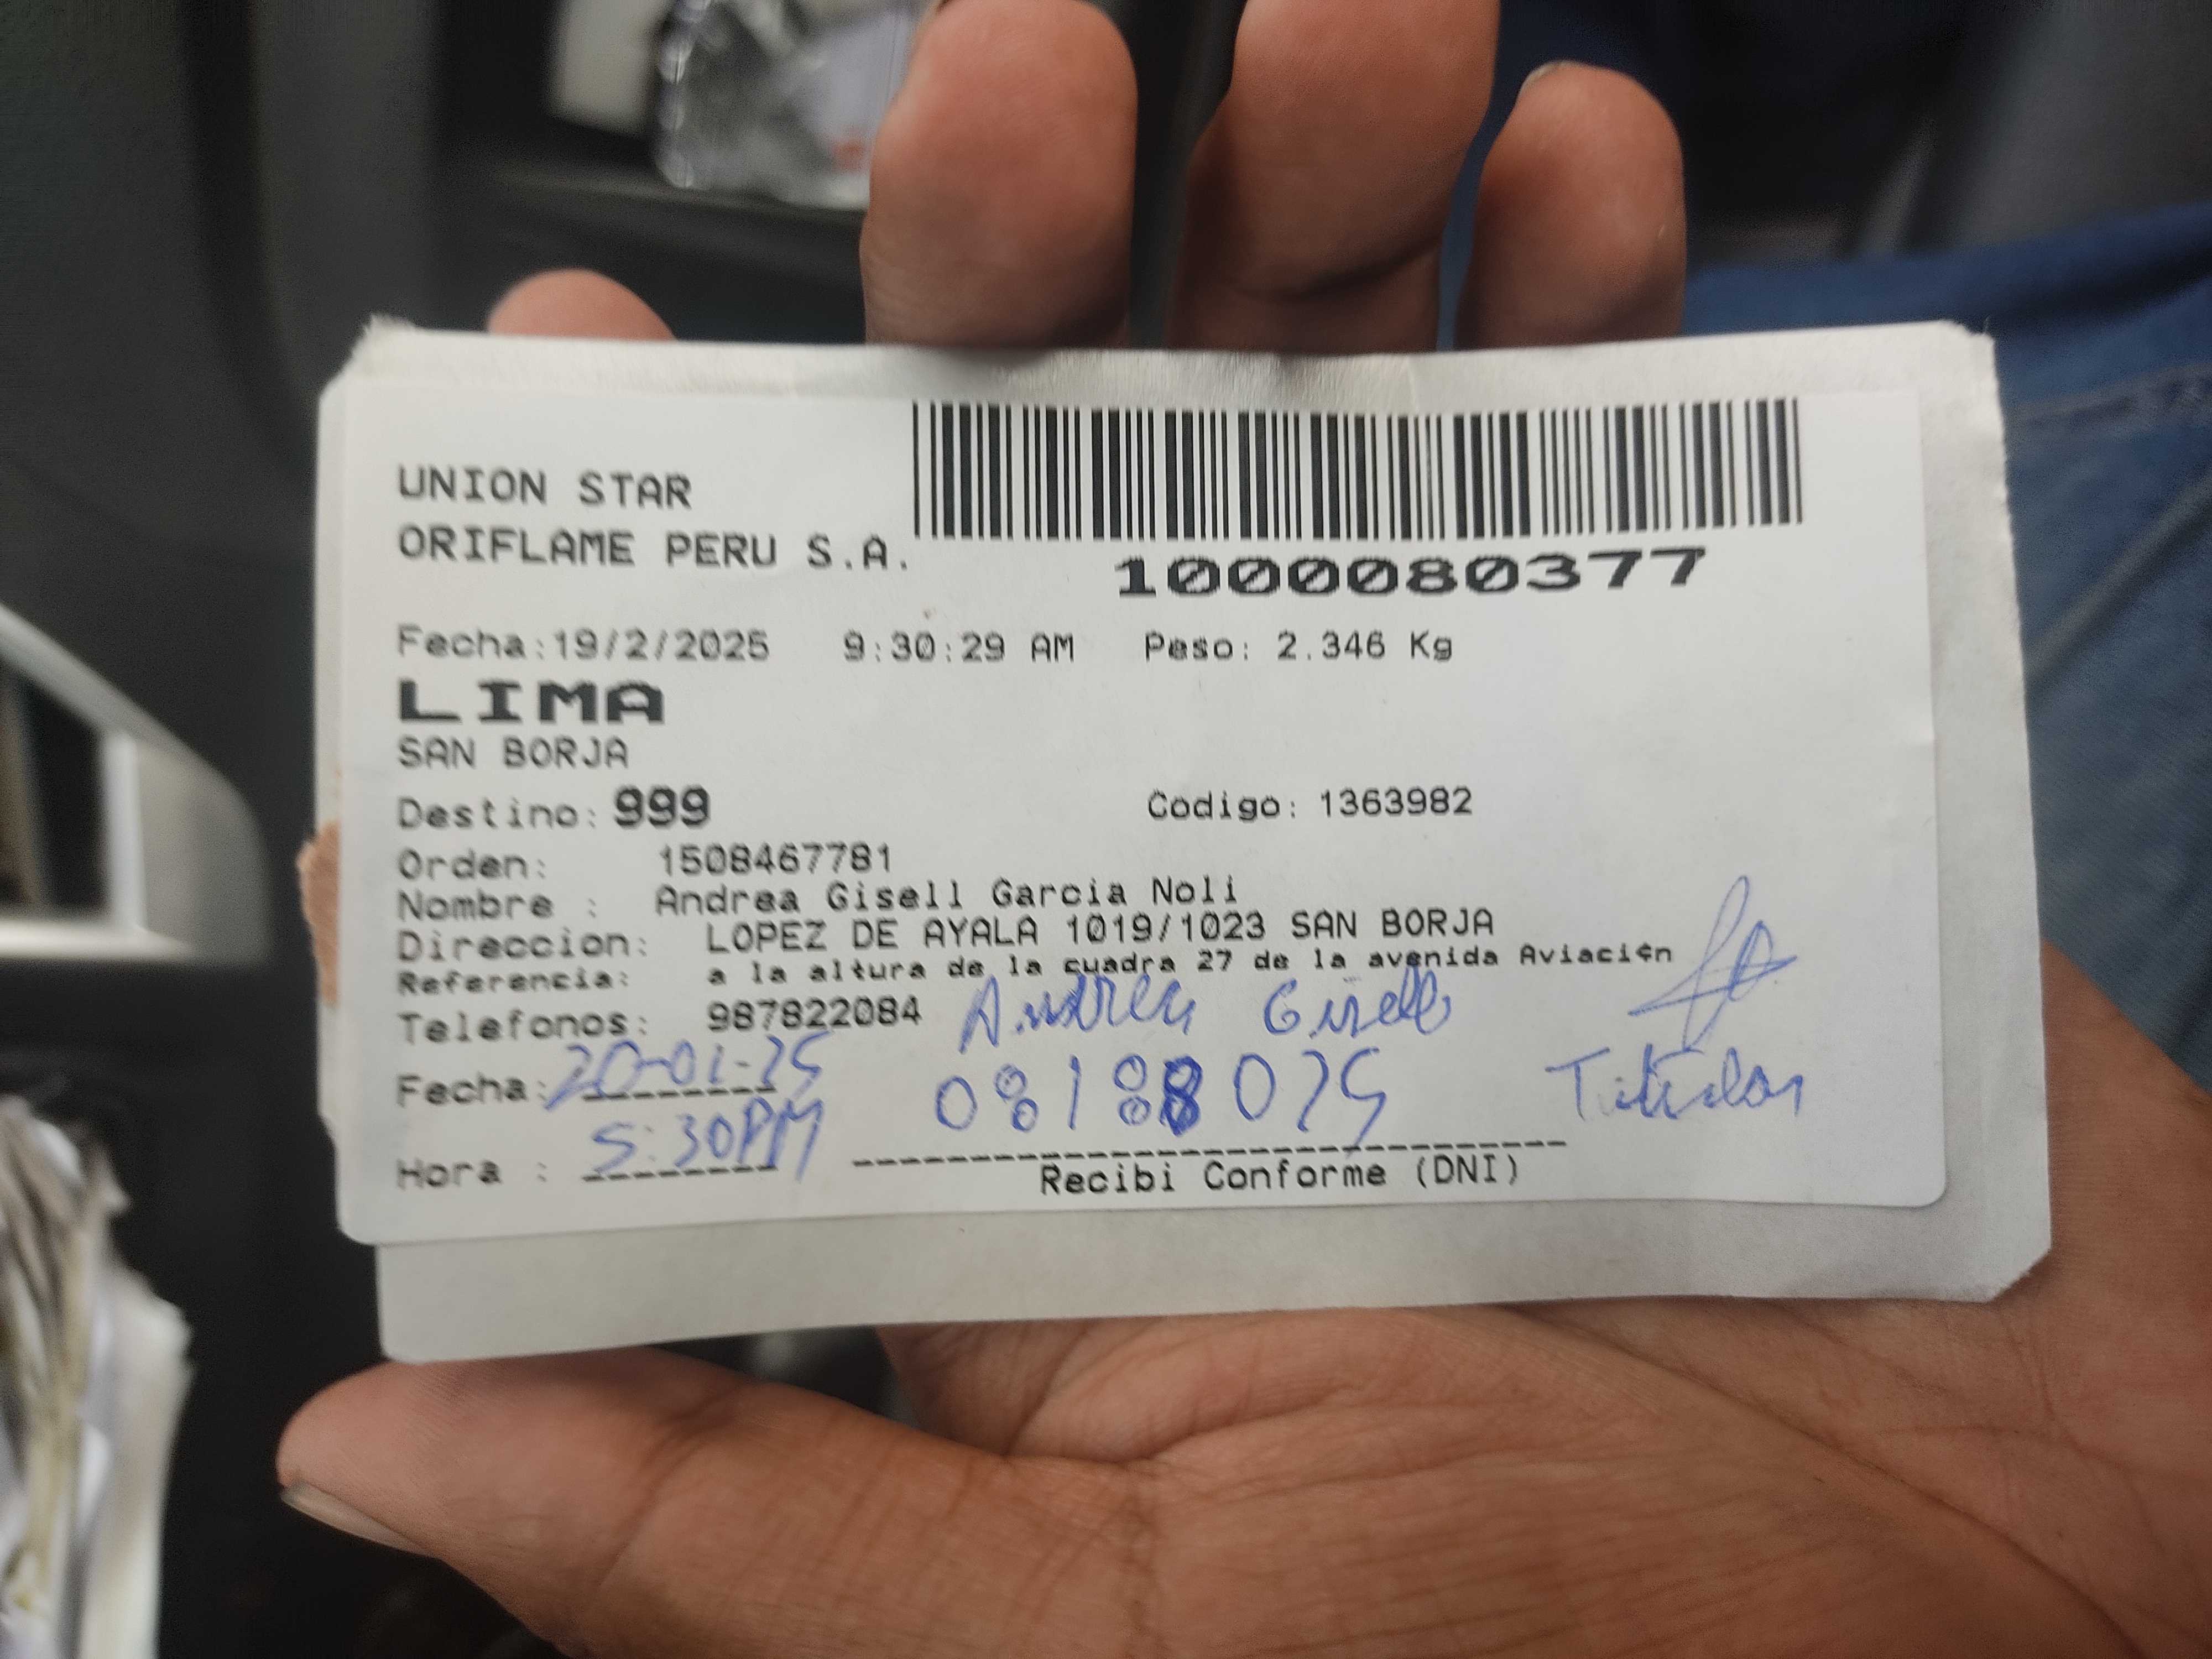 UNION STAR
ORIFLAME PERU S.A.
1000080377
Fecha:19/2/2025 9:30:29 AM Peso: 2.346 Kg
LIMA
SAN BORJA
Destino: 999 Codigo: 1363982
Orden: 1508467781
Nombre : Andrea Gisell Garcia Noli
Direccion: LOPEZ DE AYALA 1019/1023 SAN BORJA
Referencia: a la altura de la cuadra 27 de la avenida Aviaci¢n
Telefonos: 987822084 Andrea Gisell
Fecha: 20-01-25 Titular
Hora : 5:30PM
Recibi Conforme (DNI)